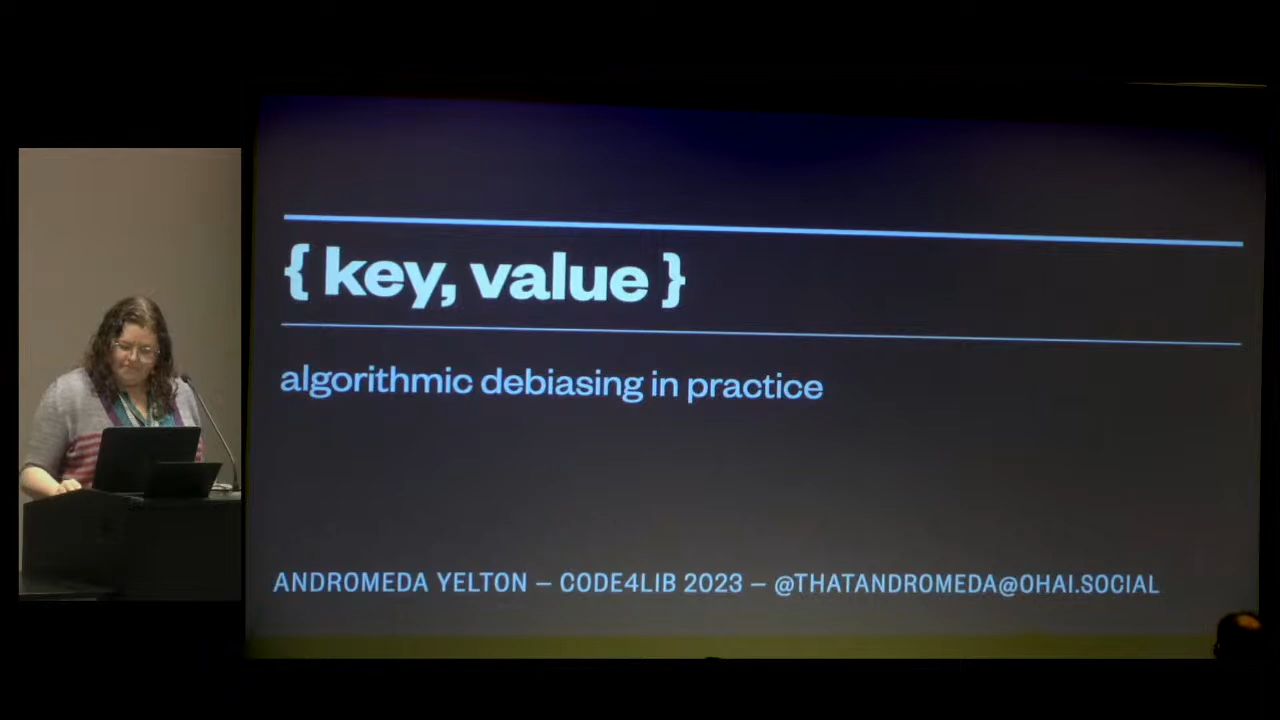 { key, value }
algorithmic debiasing in practice
ANDROMEDA YELTON – CODE4LIB 2023 – @THATANDROMEDA@OHAI.SOCIAL